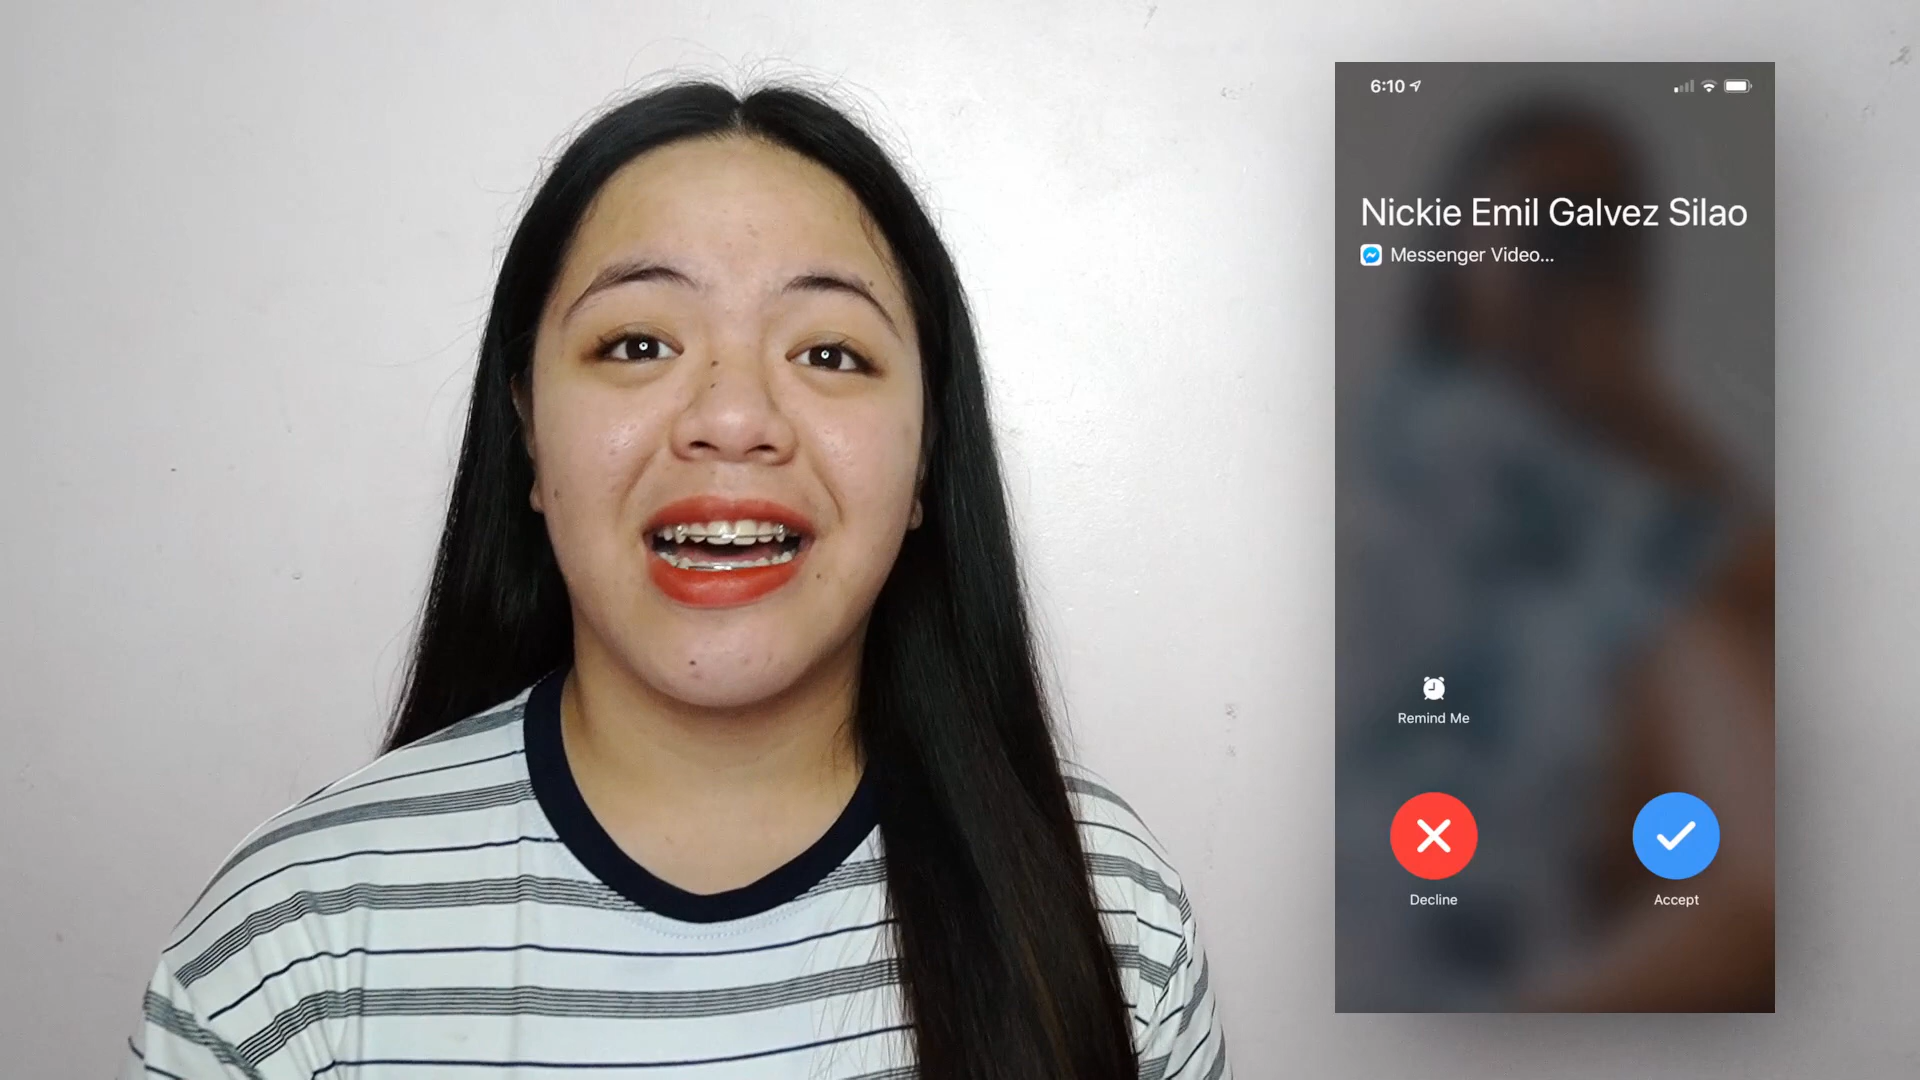 6:10
Nickie Emil Galvez Silao
Messenger Video...
Remind Me
Decline
Accept